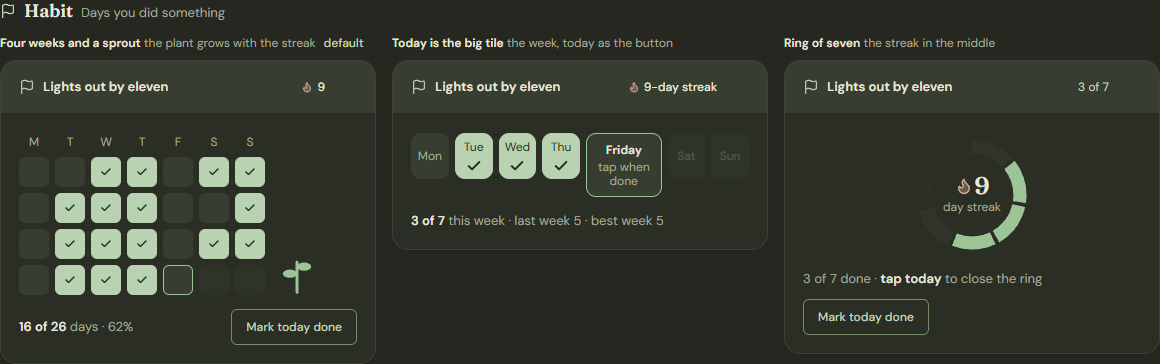 Habit Days you did something
Four weeks and a sprout the plant grows with the streak default
Lights out by eleven 9
M T W T F S S
16 of 26 days · 62%
Mark today done
Today is the big tile the week, today as the button
Lights out by eleven 9-day streak
Mon Tue Wed Thu Friday Sat Sun
tap when
done
3 of 7 this week · last week 5 · best week 5
Ring of seven the streak in the middle
Lights out by eleven 3 of 7
9
day streak
3 of 7 done · tap today to close the ring
Mark today done